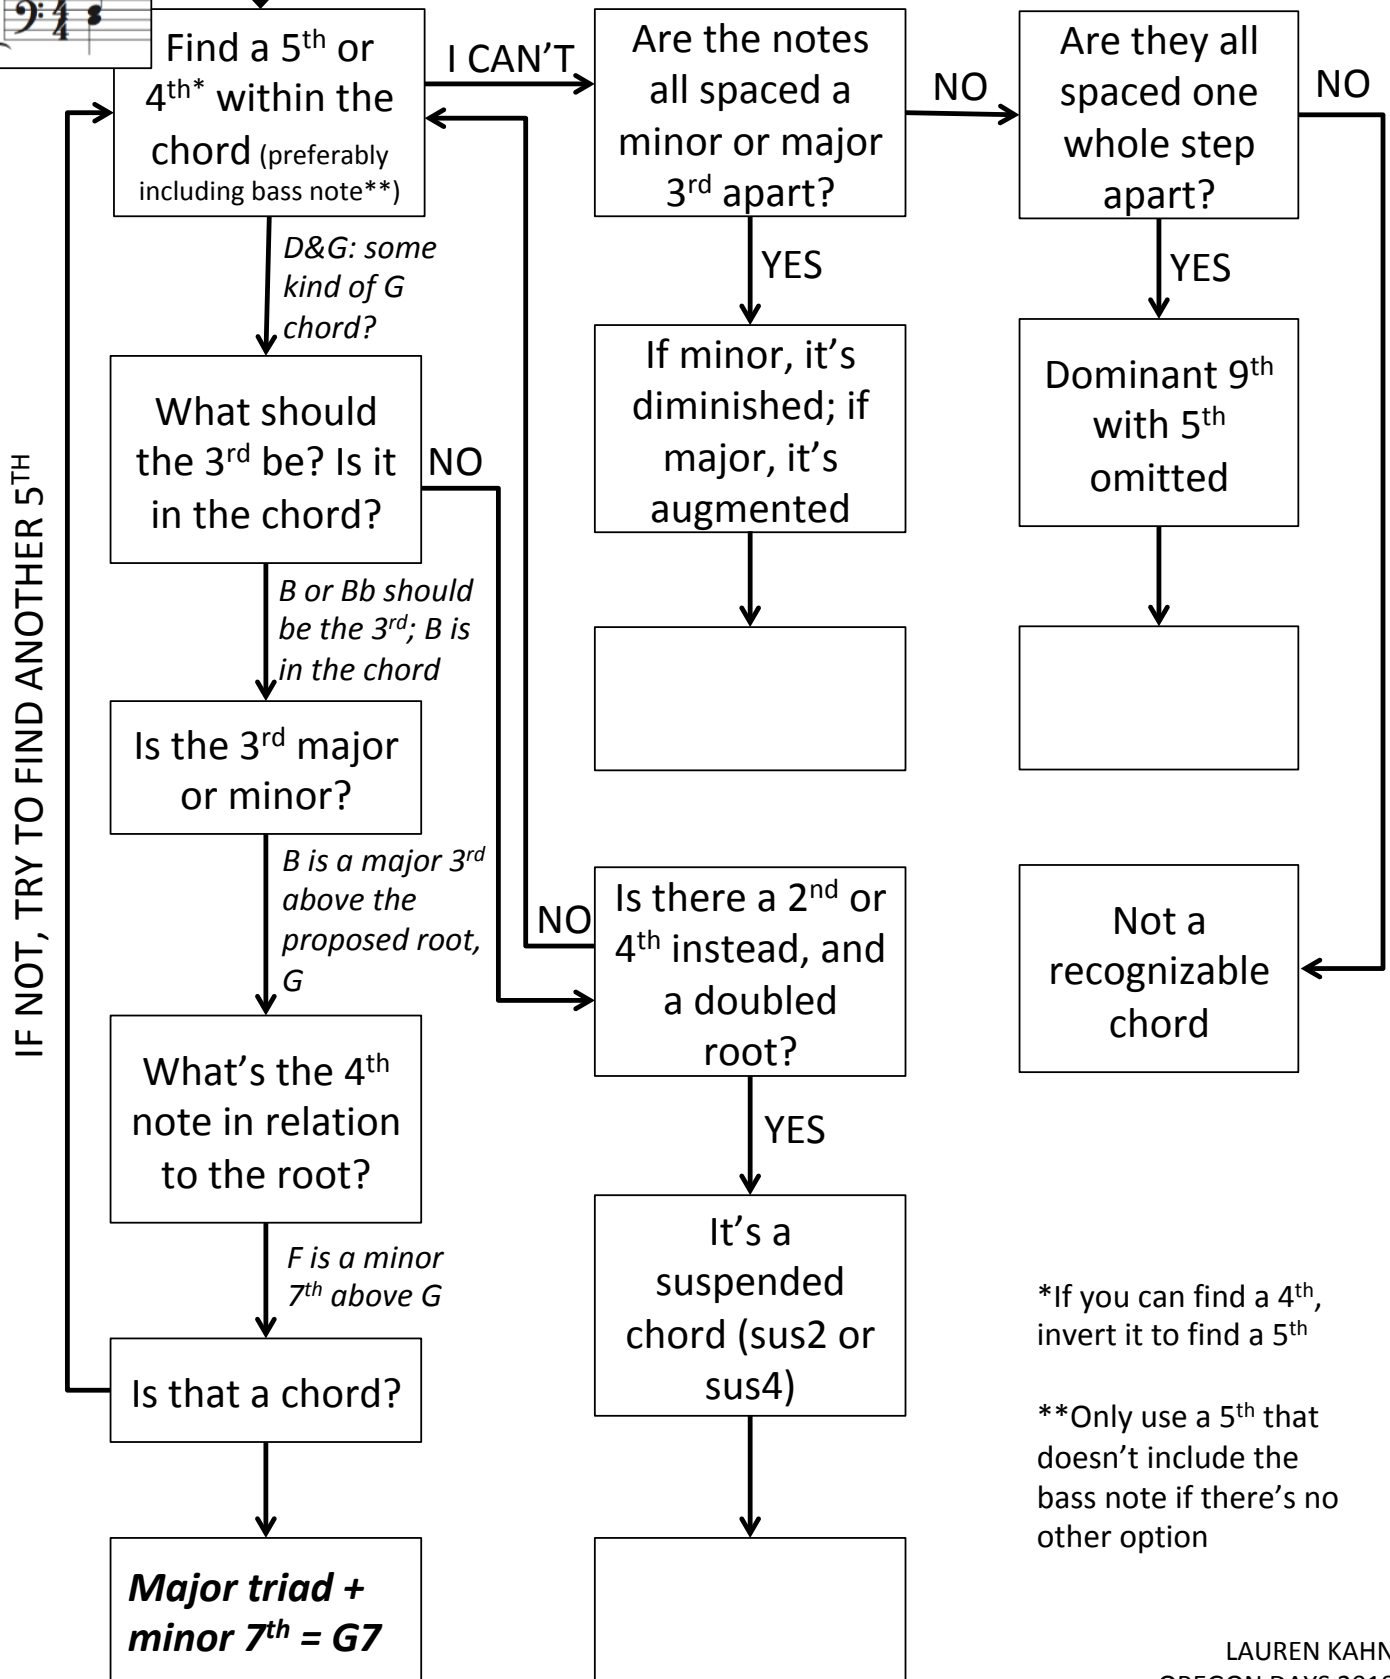 4
4
Find a 5th or
4th* within the
chord (preferably
including bass note**)
I CAN'T
Are the notes
all spaced a
minor or major
3rd apart?
NO
Are they all
spaced one
whole step
apart?
NO
D&G: some
kind of G
chord?
YES
YES
What should
the 3rd be? Is it
in the chord?
NO
If minor, it's
diminished; if
major, it's
augmented
Dominant 9th
with 5th
omitted
IF NOT, TRY TO FIND ANOTHER 5TH
B or Bb should
be the 3rd; B is
in the chord
Is the 3rd major
or minor?
B is a major 3rd
above the
proposed root,
G
NO
Is there a 2nd or
4th instead, and
a doubled
root?
Not a
recognizable
chord
What's the 4th
note in relation
to the root?
YES
F is a minor
7th above G
It's a
suspended
chord (sus2 or
sus4)
Is that a chord?
*If you can find a 4th,
invert it to find a 5th
**Only use a 5th that
doesn't include the
bass note if there's no
other option
Major triad +
minor 7th = G7
LAUREN KAHN
OREGON DAYS